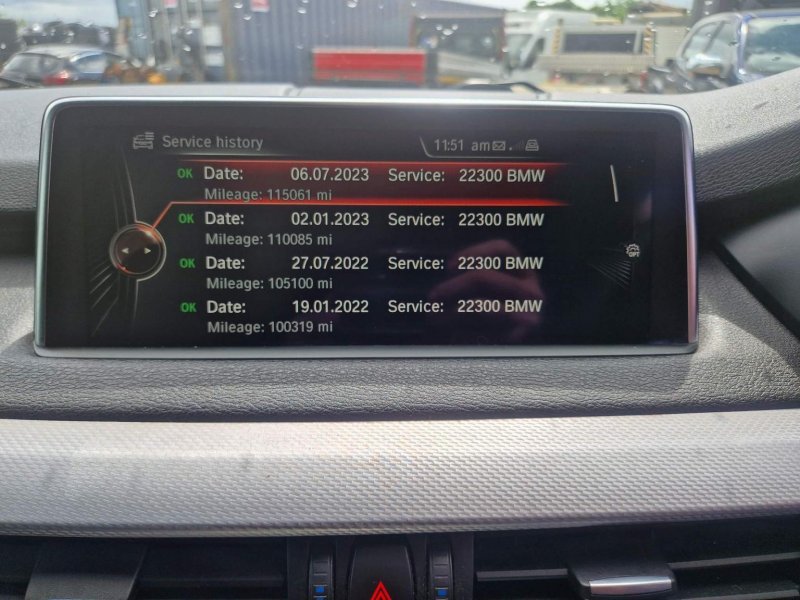 Service history 11:51 am
OK Date: 06.07.2023 Service: 22300 BMW
Mileage: 115061 mi
OK Date: 02.01.2023 Service: 22300 BMW
Mileage: 110085 mi
OK Date: 27.07.2022 Service: 22300 BMW
Mileage: 105100 mi
OK Date: 19.01.2022 Service: 22300 BMW
Mileage: 100319 mi
OPT